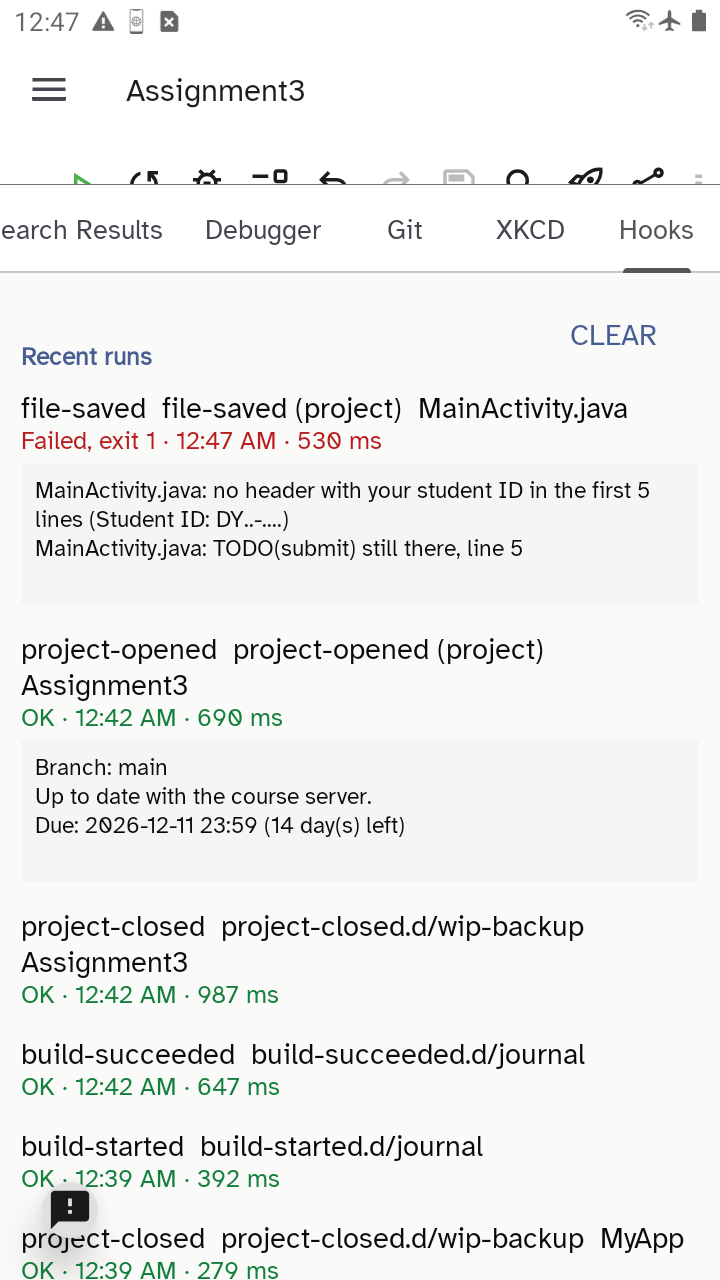 12:47
Assignment3
earch Results Debugger Git XKCD Hooks
CLEAR
Recent runs
file-saved file-saved (project) MainActivity.java
Failed, exit 1 · 12:47 AM · 530 ms
MainActivity.java: no header with your student ID in the first 5
lines (Student ID: DY..-....)
MainActivity.java: TODO(submit) still there, line 5
project-opened project-opened (project)
Assignment3
OK · 12:42 AM · 690 ms
Branch: main
Up to date with the course server.
Due: 2026-12-11 23:59 (14 day(s) left)
project-closed project-closed.d/wip-backup
Assignment3
OK · 12:42 AM · 987 ms
build-succeeded build-succeeded.d/journal
OK · 12:42 AM · 647 ms
build-started build-started.d/journal
OK · 12:39 AM · 392 ms
project-closed project-closed.d/wip-backup MyApp
OK · 12:39 AM · 279 ms